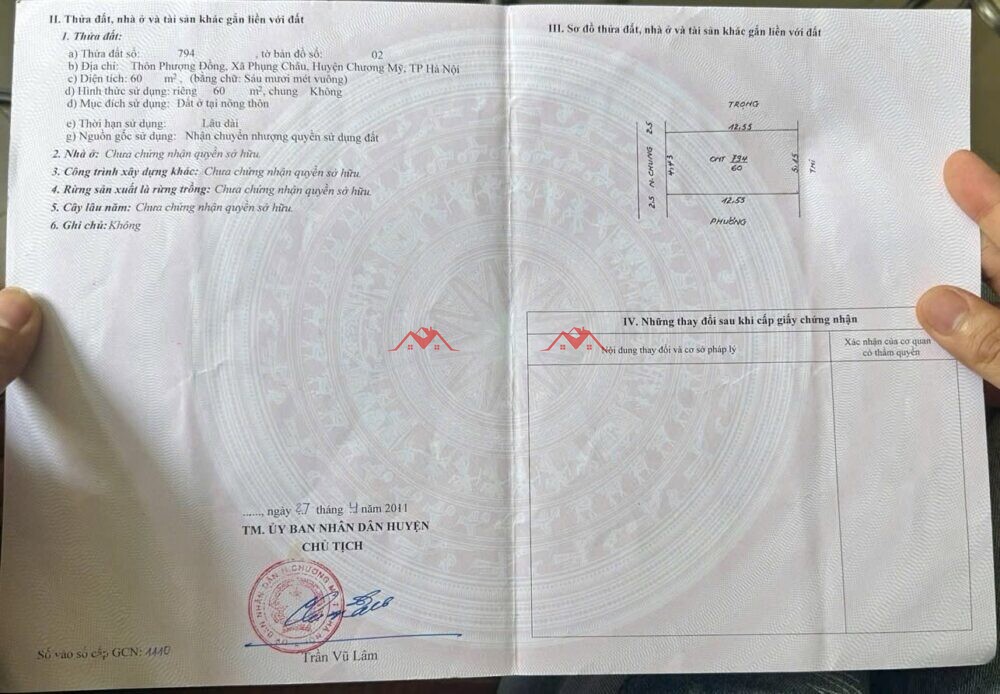 II. Thửa đất, nhà ở và tài sản khác gắn liền với đất
1. Thửa đất:
a) Thửa đất số: 794 , tờ bản đồ số: 02
b) Địa chỉ: Thôn Phượng Đồng, Xã Phụng Châu, Huyện Chương Mỹ, TP Hà Nội
c) Diện tích: 60 m², (bằng chữ: Sáu mươi mét vuông)
d) Hình thức sử dụng: riêng 60 m², chung Không
đ) Mục đích sử dụng: Đất ở tại nông thôn
e) Thời hạn sử dụng: Lâu dài
g) Nguồn gốc sử dụng: Nhận chuyển nhượng quyền sử dụng đất
2. Nhà ở: Chưa chứng nhận quyền sở hữu.
3. Công trình xây dựng khác: Chưa chứng nhận quyền sở hữu.
4. Rừng sản xuất là rừng trồng: Chưa chứng nhận quyền sở hữu.
5. Cây lâu năm: Chưa chứng nhận quyền sở hữu.
6. Ghi chú: Không
......, ngày 27 tháng 4 năm 2011
TM. ỦY BAN NHÂN DÂN HUYỆN
CHỦ TỊCH
Trần Vũ Lâm
Số vào sổ cấp GCN: 1110
III. Sơ đồ thửa đất, nhà ở và tài sản khác gắn liền với đất
TRỌNG
12.55
2.5 N.CHUNG 2.5
4.43
ONT 794
60
5.15
THI
12.55
PHƯỜNG
IV. Những thay đổi sau khi cấp giấy chứng nhận
Nội dung thay đổi và cơ sở pháp lý
Xác nhận của cơ quan
có thẩm quyền